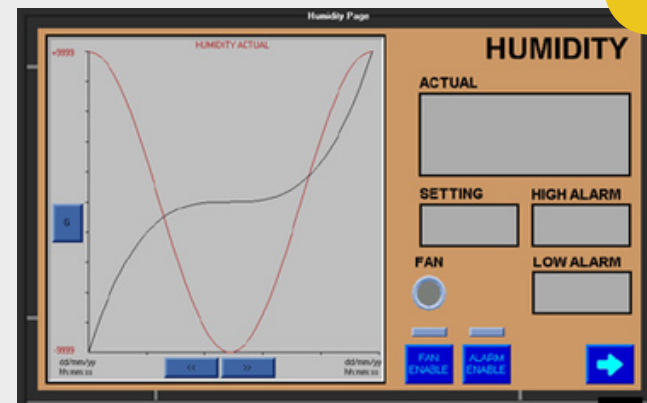 Humidity Page
HUMIDITY ACTUAL
+9999
-9999
G
dd/mm/yy
hh:mm:ss
<<
>>
dd/mm/yy
hh:mm:ss
HUMIDITY
ACTUAL
SETTING
HIGH ALARM
FAN
LOW ALARM
FAN
ENABLE
ALARM
ENABLE